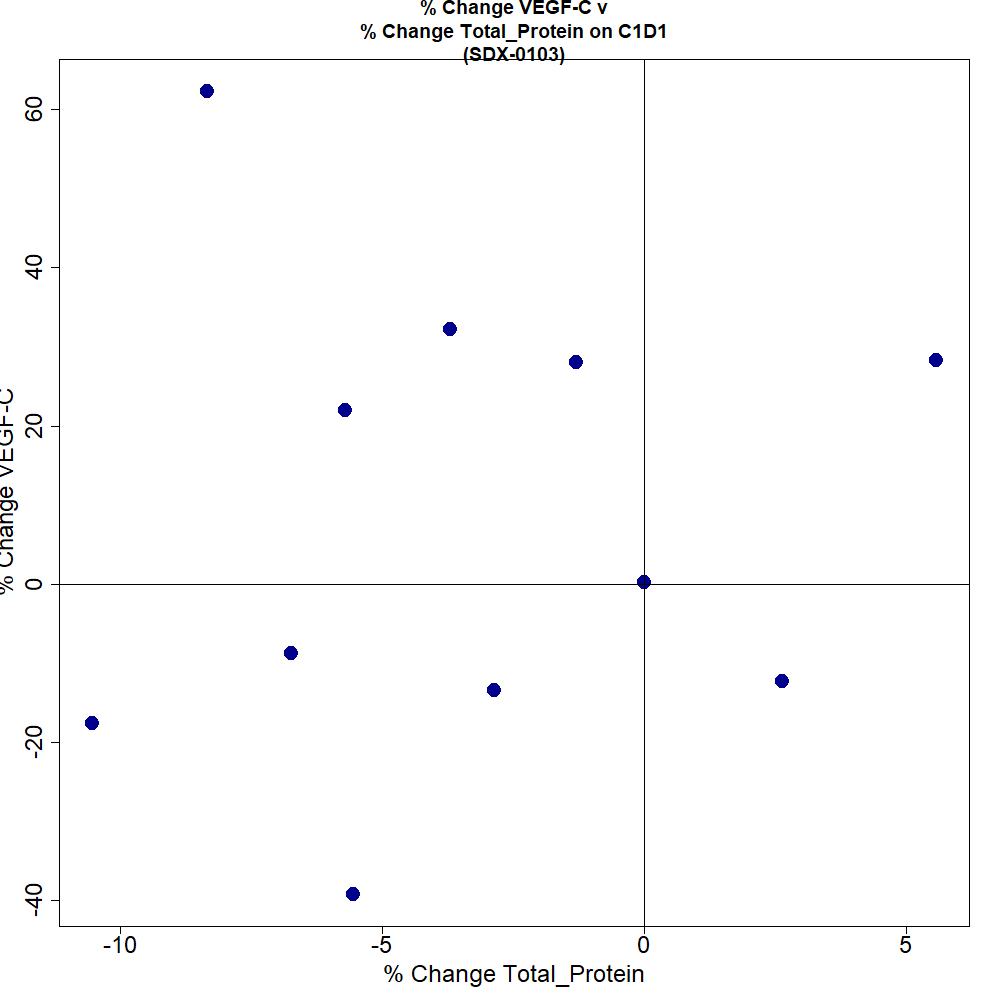 % Change VEGF-C v
% Change Total_Protein on C1D1
(SDX-0103)
60
40
20
0
-20
-40
% Change VEGF-C
-10
-5
0
5
% Change Total_Protein